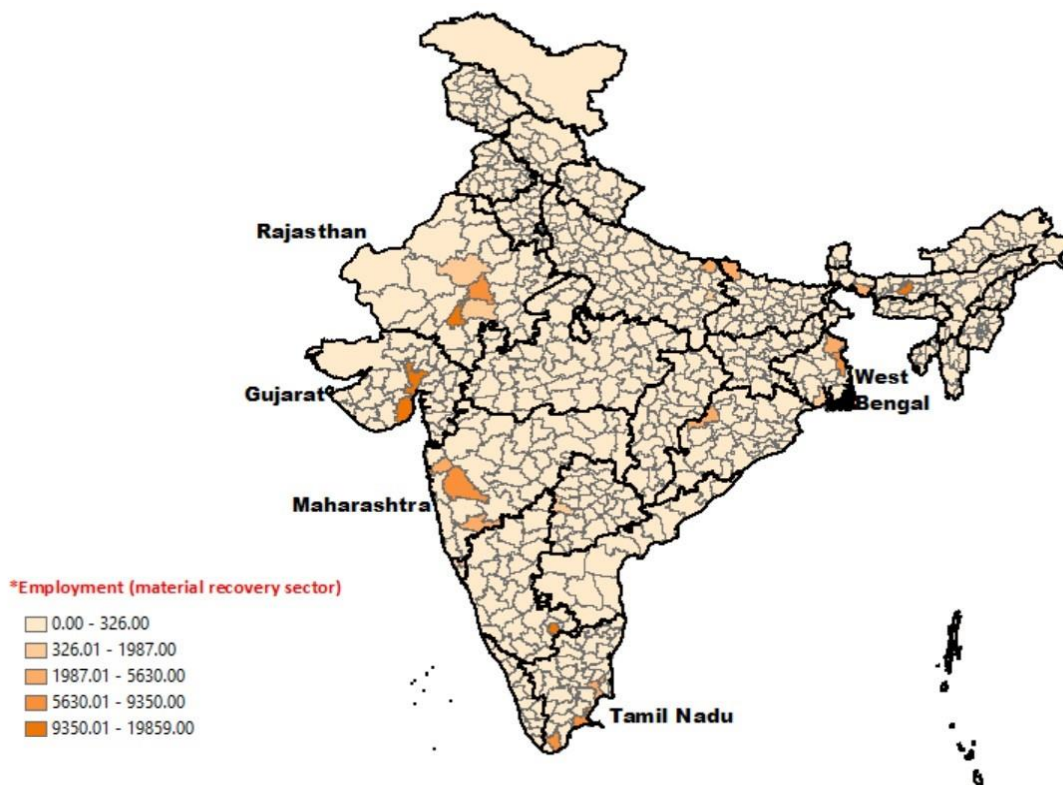 Rajasthan
Gujarat
West
Bengal
Maharashtra
*Employment (material recovery sector)
0.00 - 326.00
326.01 - 1987.00
1987.01 - 5630.00
5630.01 - 9350.00
9350.01 - 19859.00
Tamil Nadu